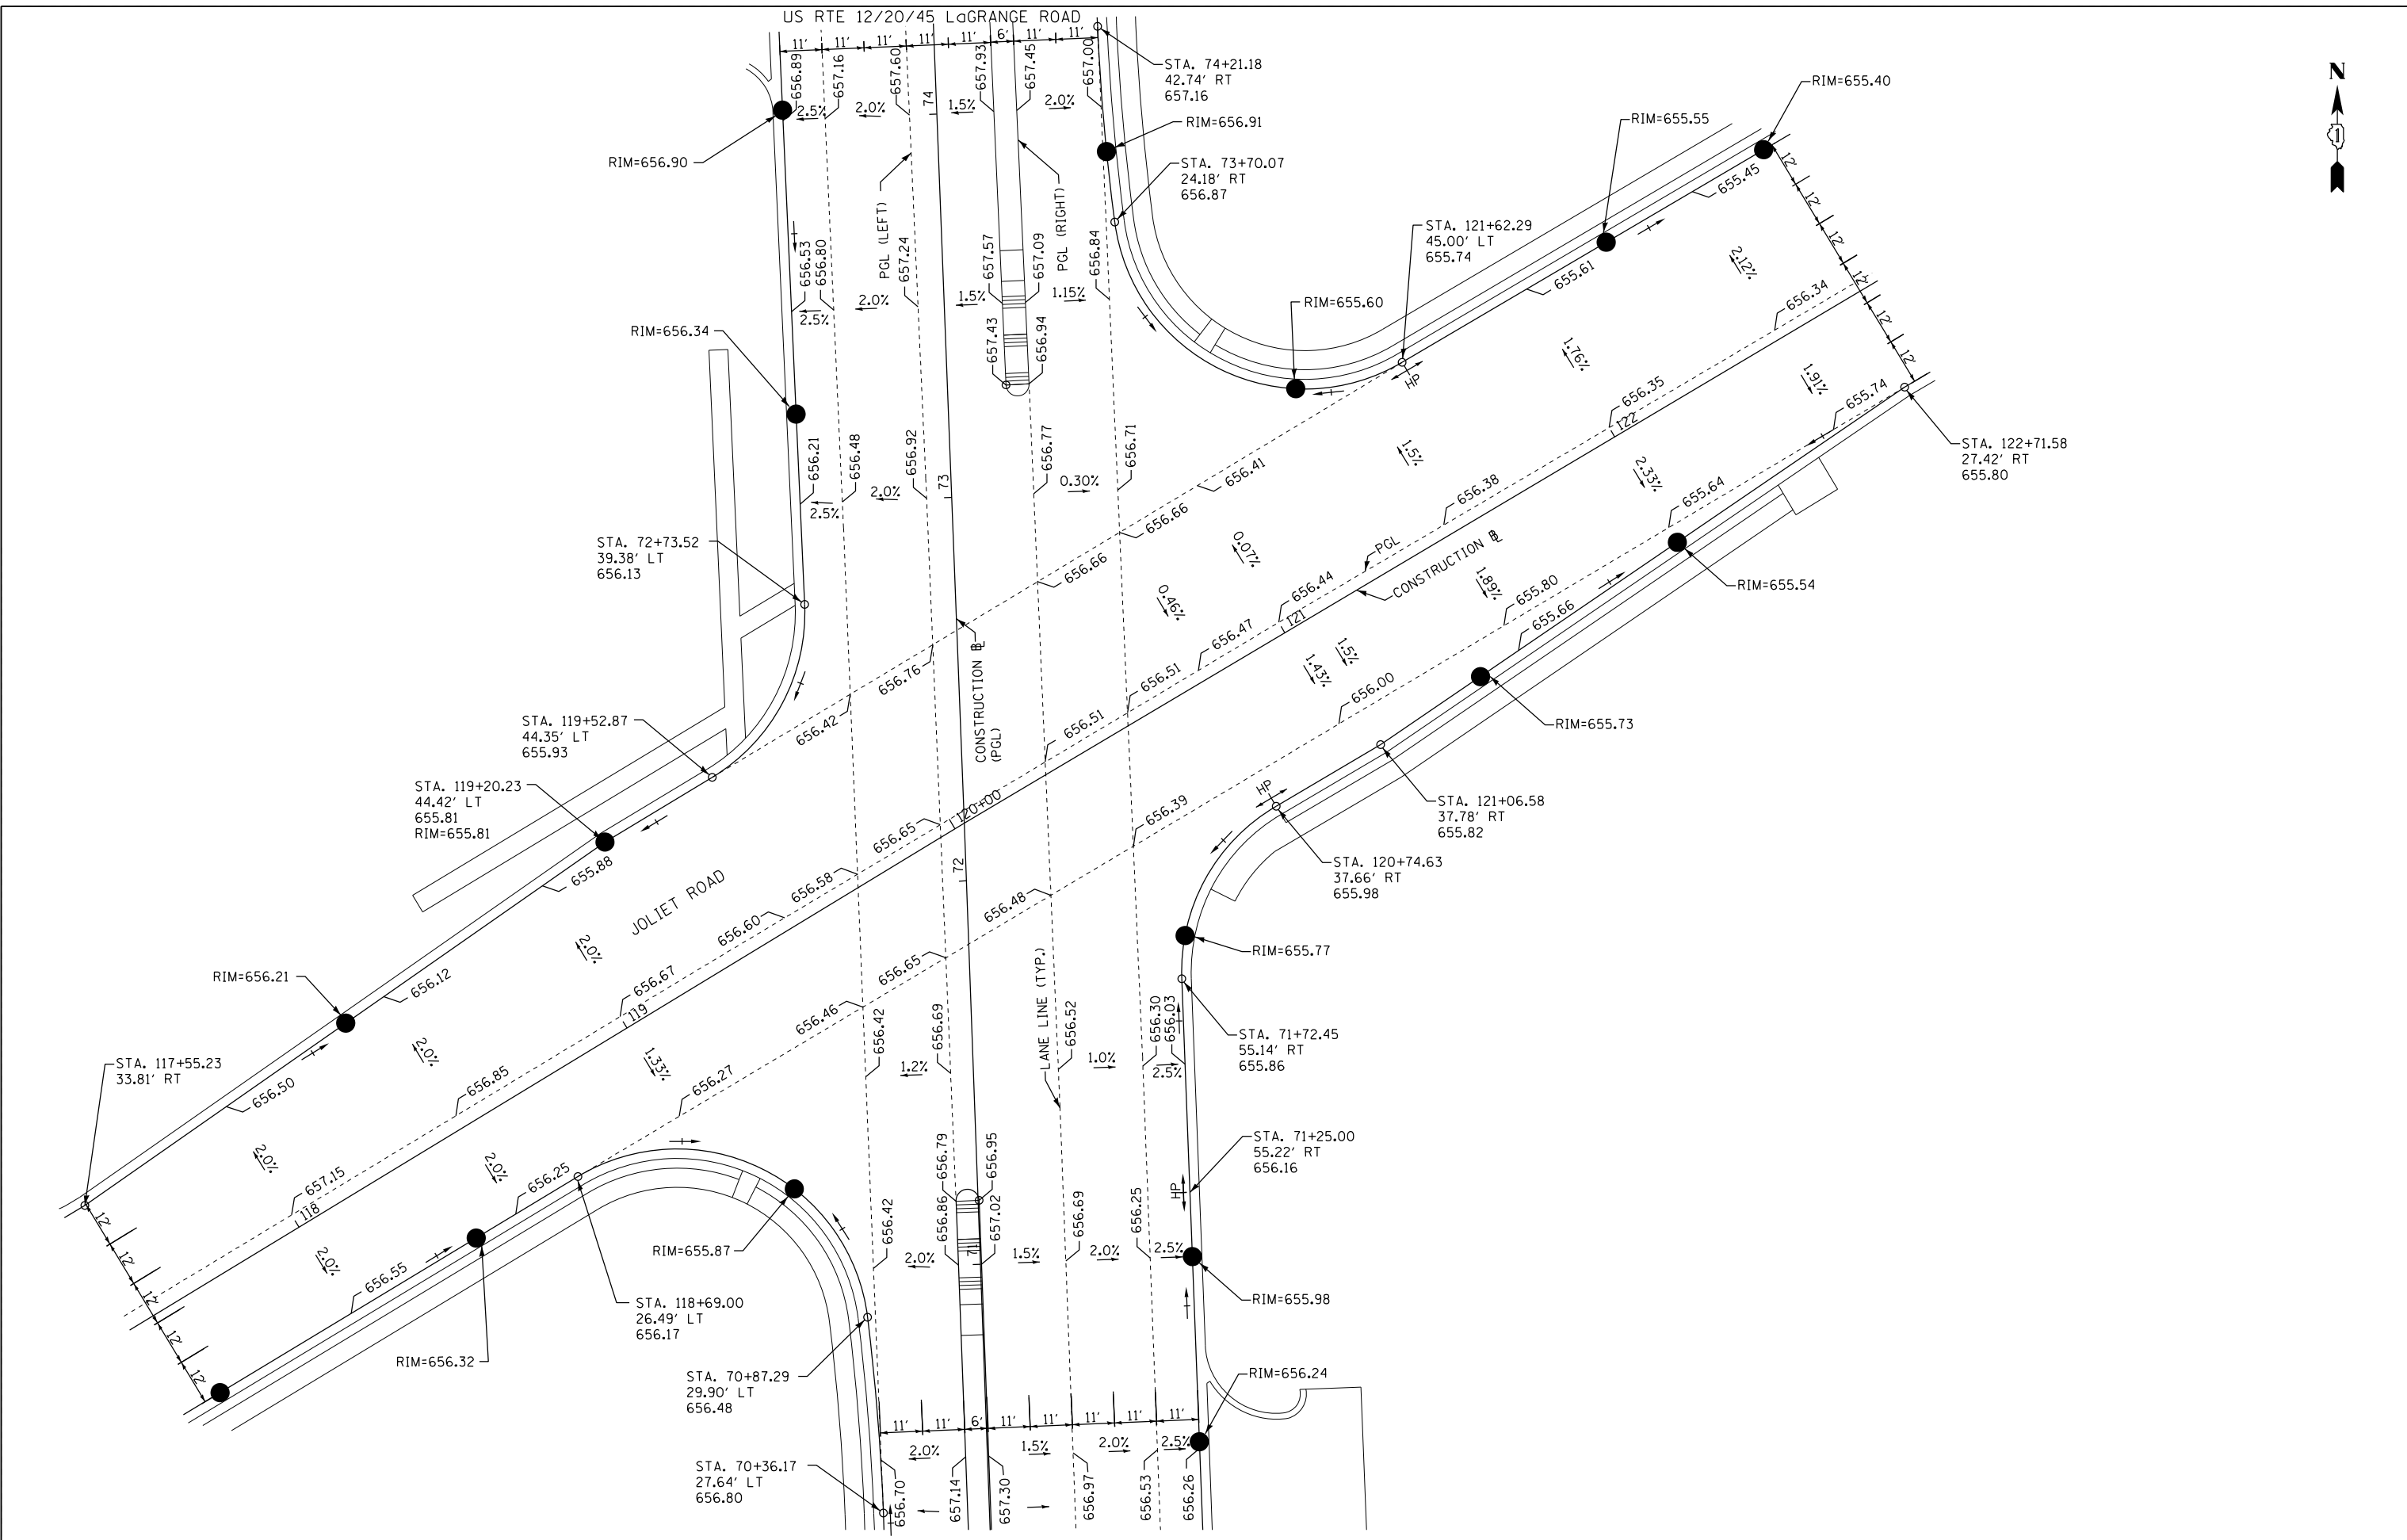 US RTE 12/20/45 LaGRANGE ROAD
11' 11' 11' 11' 11' 6' 11' 11'
656.89
657.16
657.60
657.93
657.45
657.00
74
2.5% 2.0% 1.5% 2.0%
STA. 74+21.18
42.74' RT
657.16
RIM=656.90
RIM=656.91
RIM=655.55
RIM=655.40
N
1
STA. 73+70.07
24.18' RT
656.87
655.45
12' 12' 12' 12' 12' 12'
PGL (LEFT)
PGL (RIGHT)
656.53
656.80
657.24
657.57
657.09
656.84
2.5% 2.0% 1.5% 1.15%
STA. 121+62.29
45.00' LT
655.74
655.61
2.12%
656.34
RIM=656.34
657.43
656.94
RIM=655.60
HP
1.76%
1.91%
656.35
122
655.74
STA. 122+71.58
27.42' RT
655.80
656.21
656.48
656.92
73
656.77
656.71
2.5% 2.0% 0.30%
656.41
1.5%
656.38
2.33%
655.64
STA. 72+73.52
39.38' LT
656.13
656.66
656.66
0.07%
0.46%
PGL
CONSTRUCTION BL
RIM=655.54
656.44
121
1.89%
655.80
655.66
656.76
656.42
CONSTRUCTION BL
(PGL)
656.47
656.51
656.51
1.5%
1.43%
656.00
RIM=655.73
STA. 119+52.87
44.35' LT
655.93
STA. 119+20.23
44.42' LT
655.81
RIM=655.81
655.88
JOLIET ROAD
656.58
656.65
120+00
656.39
HP
STA. 121+06.58
37.78' RT
655.82
STA. 120+74.63
37.66' RT
655.98
72
656.60
656.48
2.0%
656.67
119
656.65
656.46
LANE LINE (TYP.)
RIM=655.77
RIM=656.21
656.12
2.0%
1.33%
656.42
656.69
656.52
656.30
656.03
1.2% 1.0% 2.5%
STA. 71+72.45
55.14' RT
655.86
STA. 117+55.23
33.81' RT
656.50
656.85
656.27
2.0%
2.0%
657.15
118
656.25
656.79
656.95
STA. 71+25.00
55.22' RT
656.16
HP
12' 12' 12' 12' 12'
2.0%
656.55
RIM=655.87
656.42
656.86
71
657.02
656.69
656.25
2.0% 1.5% 2.0% 2.5%
RIM=655.98
STA. 118+69.00
26.49' LT
656.17
RIM=656.32
STA. 70+87.29
29.90' LT
656.48
RIM=656.24
11' 11' 6' 11' 11' 11' 11' 11'
2.0% 1.5% 2.0% 2.5%
STA. 70+36.17
27.64' LT
656.80
656.70
657.14
657.30
656.97
656.53
656.26